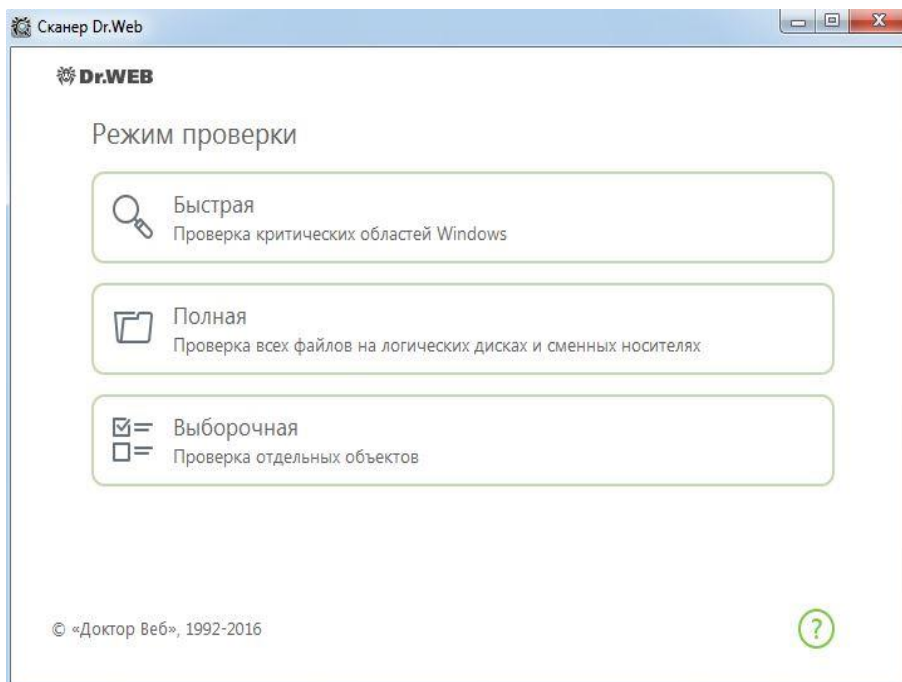 Сканер Dr.Web
Dr.WEB
Режим проверки
Быстрая
Проверка критических областей Windows
Полная
Проверка всех файлов на логических дисках и сменных носителях
Выборочная
Проверка отдельных объектов
© «Доктор Веб», 1992-2016
?